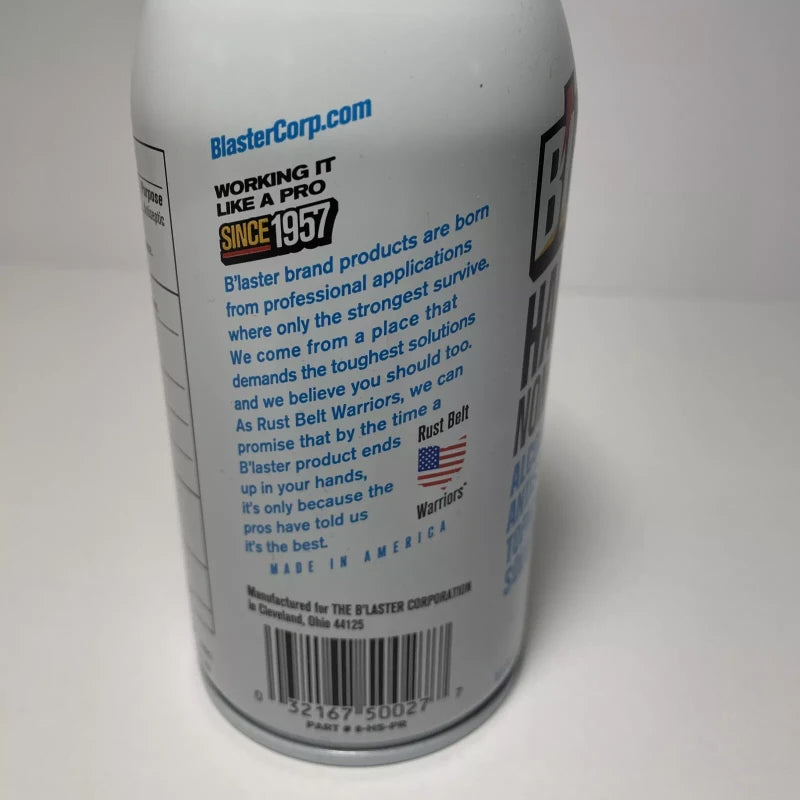 BlasterCorp.com
WORKING IT
LIKE A PRO
SINCE 1957
B'laster brand products are born
from professional applications
where only the strongest survive.
We come from a place that
demands the toughest solutions
and we believe you should too.
As Rust Belt Warriors, we can
promise that by the time a
B'laster product ends
up in your hands,
it's only because the
pros have told us
it's the best.
Rust Belt
Warriors
MADE IN AMERICA
Manufactured for THE B'LASTER CORPORATION
in Cleveland, Ohio 44125
0 32167 50027 7
PART # 8-HS-PR